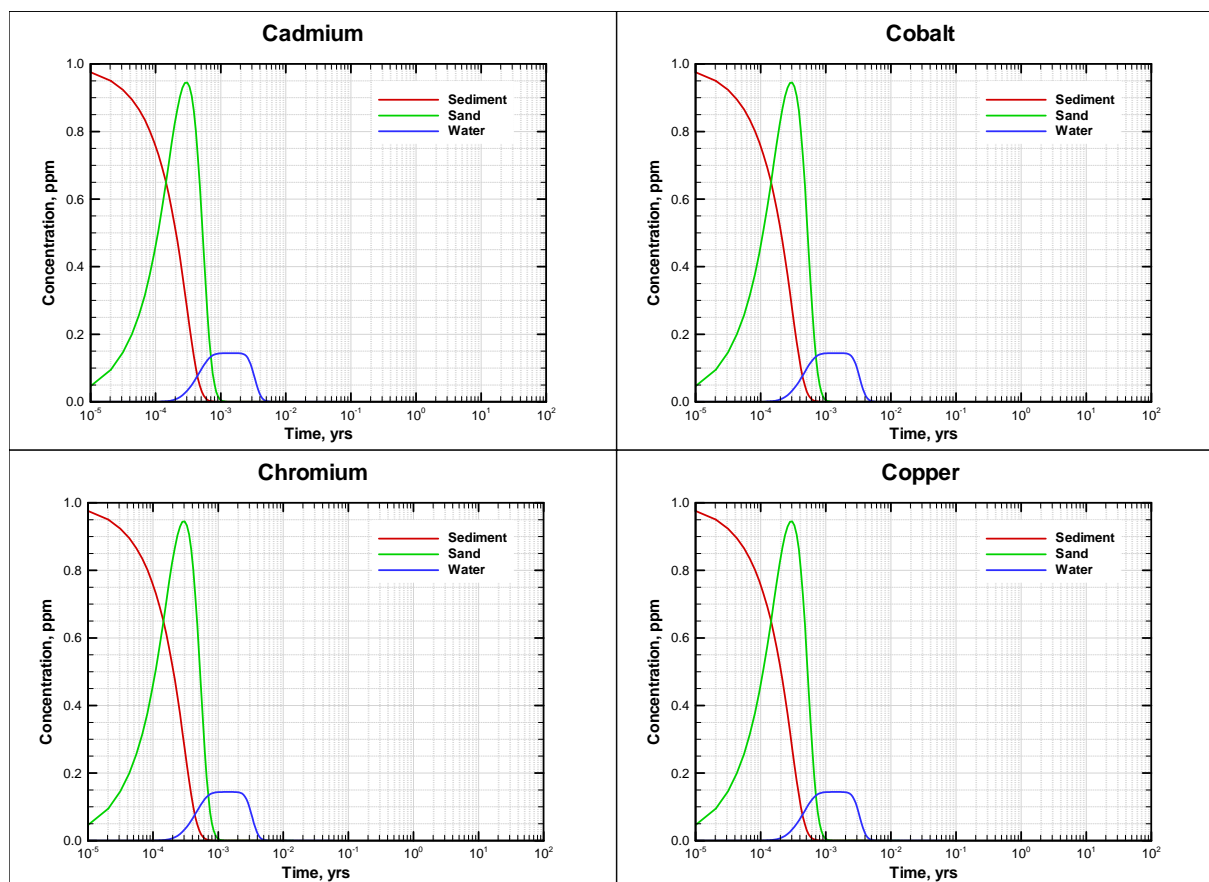 Cadmium
1.0
0.8
0.6
0.4
0.2
0.0
Concentration, ppm
Sediment
Sand
Water
10⁻⁵ 10⁻⁴ 10⁻³ 10⁻² 10⁻¹ 10⁰ 10¹ 10²
Time, yrs
Cobalt
1.0
0.8
0.6
0.4
0.2
0.0
Concentration, ppm
Sediment
Sand
Water
10⁻⁵ 10⁻⁴ 10⁻³ 10⁻² 10⁻¹ 10⁰ 10¹ 10²
Time, yrs
Chromium
1.0
0.8
0.6
0.4
0.2
0.0
Concentration, ppm
Sediment
Sand
Water
10⁻⁵ 10⁻⁴ 10⁻³ 10⁻² 10⁻¹ 10⁰ 10¹ 10²
Time, yrs
Copper
1.0
0.8
0.6
0.4
0.2
0.0
Concentration, ppm
Sediment
Sand
Water
10⁻⁵ 10⁻⁴ 10⁻³ 10⁻² 10⁻¹ 10⁰ 10¹ 10²
Time, yrs